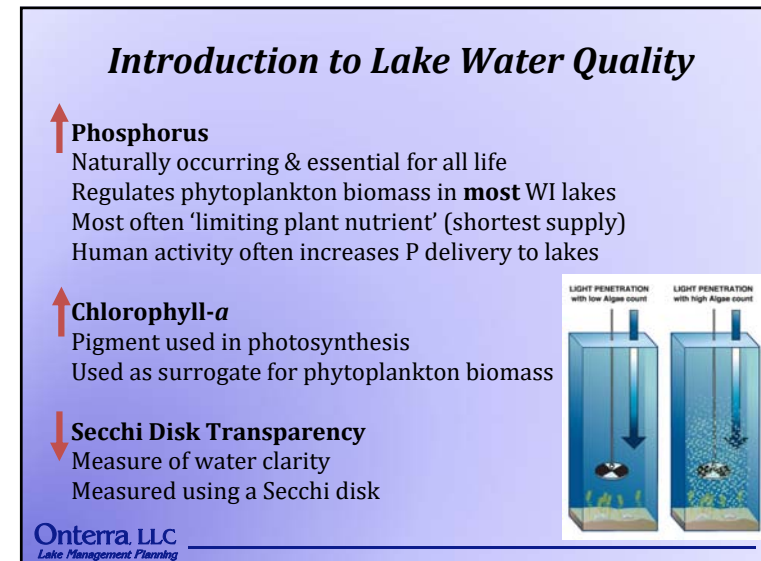 Introduction to Lake Water Quality
Phosphorus
Naturally occurring & essential for all life
Regulates phytoplankton biomass in most WI lakes
Most often ‘limiting plant nutrient’ (shortest supply)
Human activity often increases P delivery to lakes
Chlorophyll-a
Pigment used in photosynthesis
Used as surrogate for phytoplankton biomass
Secchi Disk Transparency
Measure of water clarity
Measured using a Secchi disk
LIGHT PENETRATION
with low Algae count
LIGHT PENETRATION
with high Algae count
Onterra, LLC
Lake Management Planning